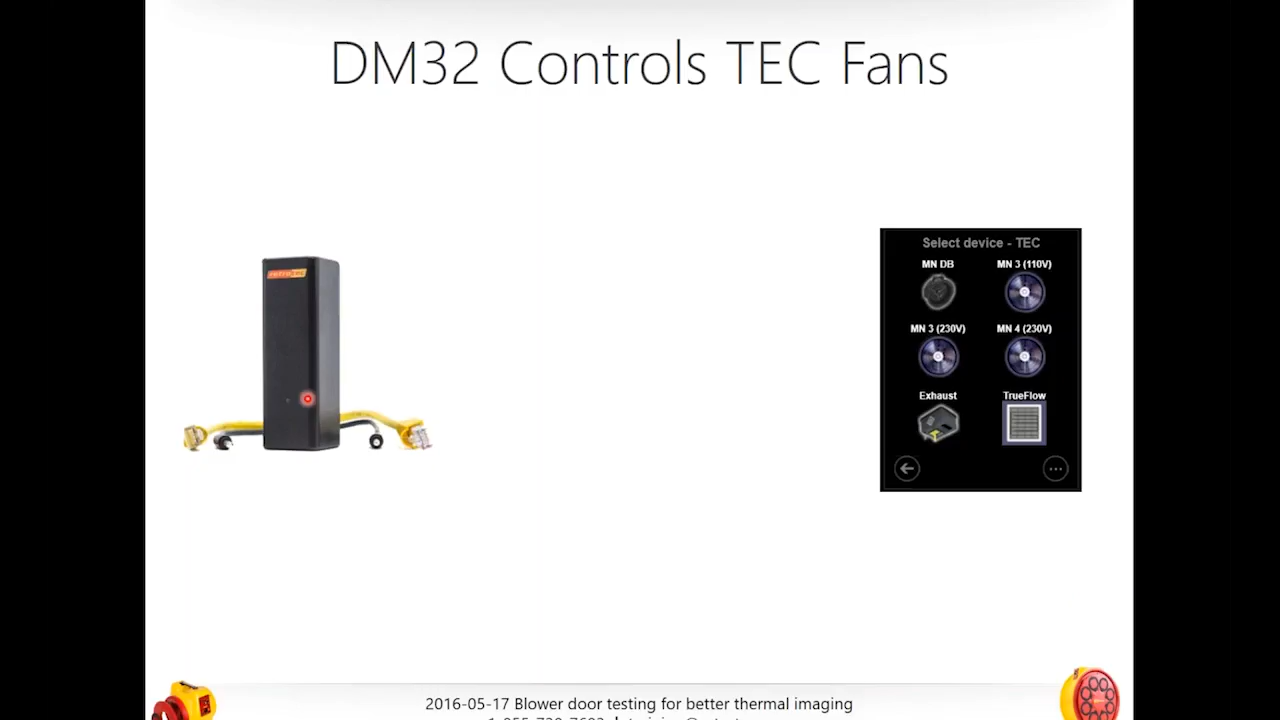 DM32 Controls TEC Fans
retrotec
Select device - TEC
MN DB
MN 3 (110V)
MN 3 (230V)
MN 4 (230V)
Exhaust
TrueFlow
2016-05-17 Blower door testing for better thermal imaging